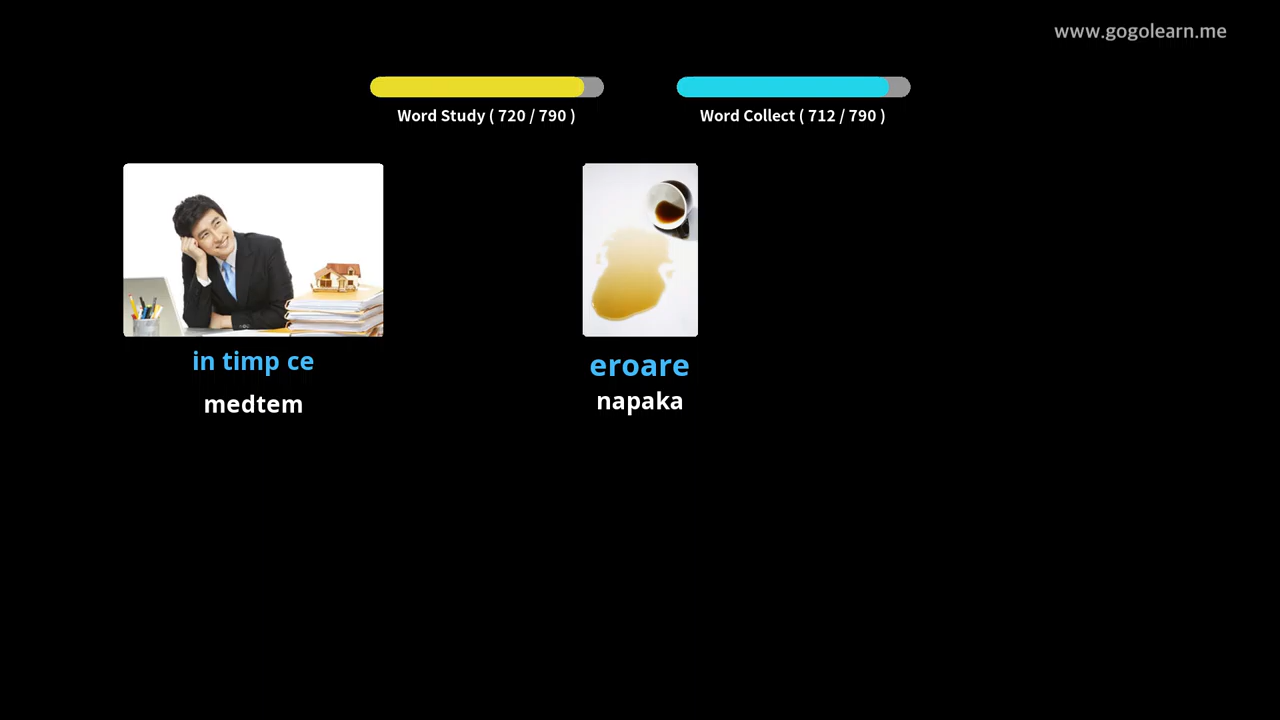 www.gogolearn.me
Word Study ( 720 / 790 )
Word Collect ( 712 / 790 )
in timp ce
medtem
eroare
napaka